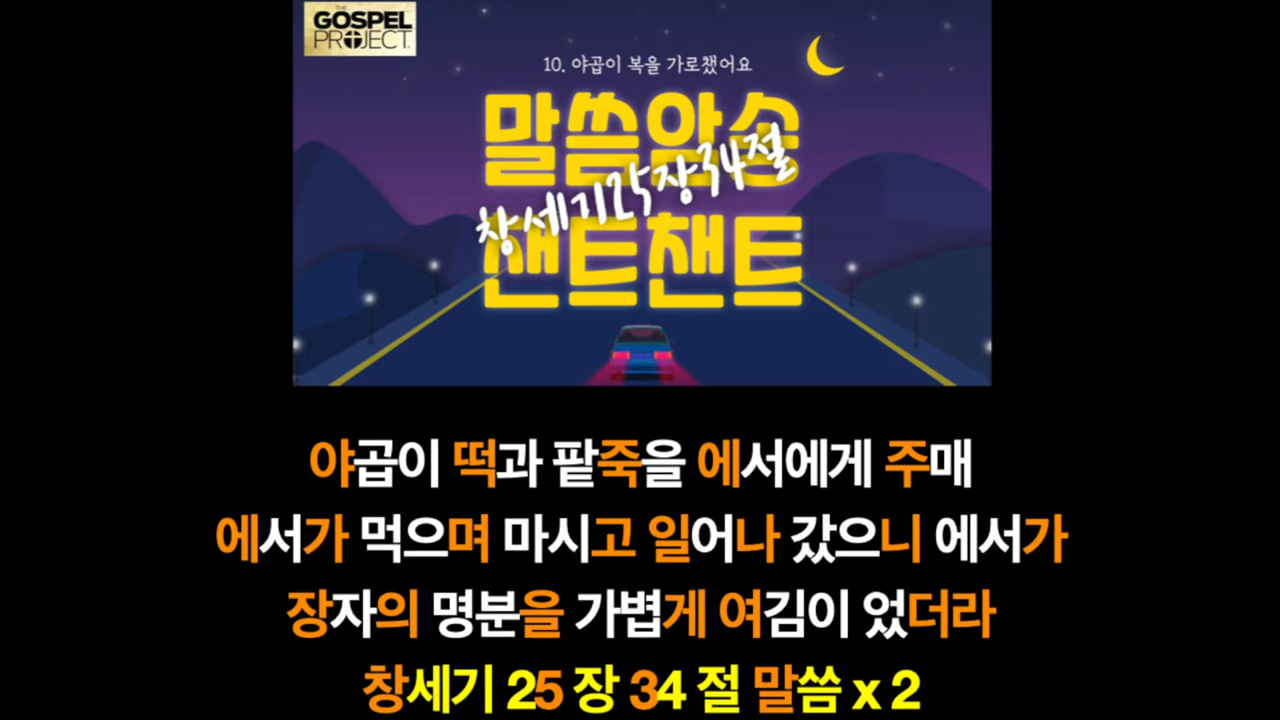 THE
GOSPEL
PROJECT
10. 야곱이 복을 가로챘어요
말씀암송
창세기25장34절
챈트챈트
야곱이 떡과 팥죽을 에서에게 주매
에서가 먹으며 마시고 일어나 갔으니 에서가
장자의 명분을 가볍게 여김이 었더라
창세기 25 장 34 절 말씀 x 2